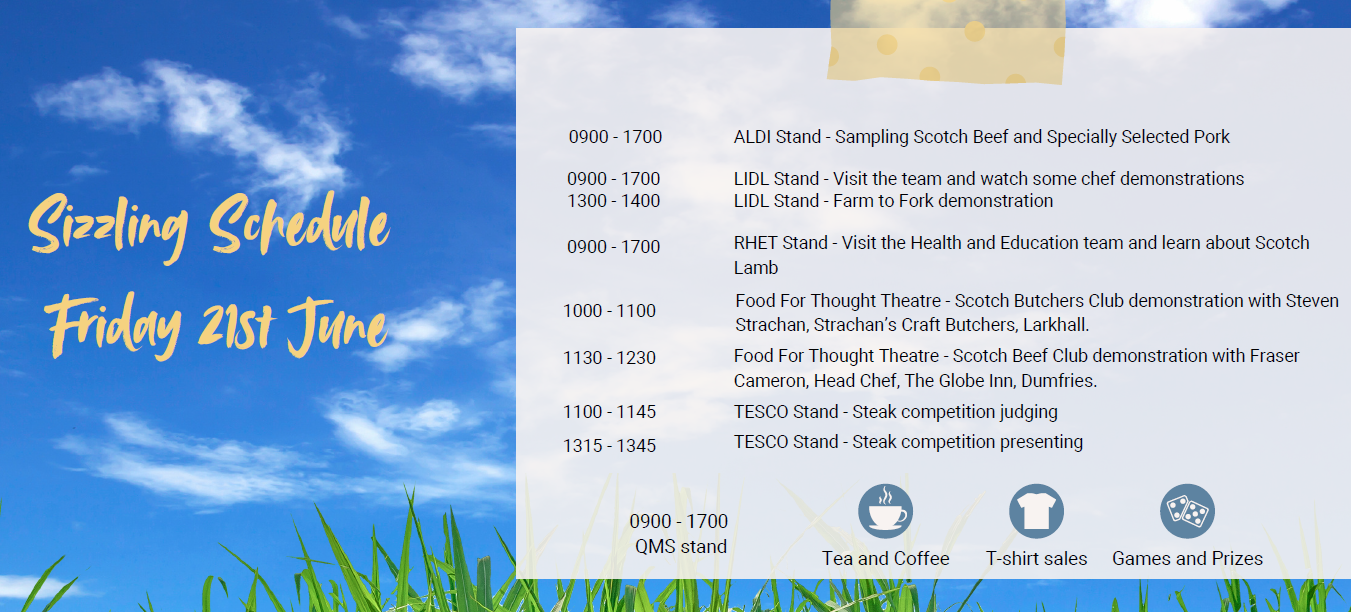 Sizzling Schedule
Friday 21st June
0900 - 1700 ALDI Stand - Sampling Scotch Beef and Specially Selected Pork
0900 - 1700 LIDL Stand - Visit the team and watch some chef demonstrations
1300 - 1400 LIDL Stand - Farm to Fork demonstration
0900 - 1700 RHET Stand - Visit the Health and Education team and learn about Scotch
Lamb
1000 - 1100 Food For Thought Theatre - Scotch Butchers Club demonstration with Steven
Strachan, Strachan’s Craft Butchers, Larkhall.
1130 - 1230 Food For Thought Theatre - Scotch Beef Club demonstration with Fraser
Cameron, Head Chef, The Globe Inn, Dumfries.
1100 - 1145 TESCO Stand - Steak competition judging
1315 - 1345 TESCO Stand - Steak competition presenting
0900 - 1700
QMS stand
Tea and Coffee T-shirt sales Games and Prizes